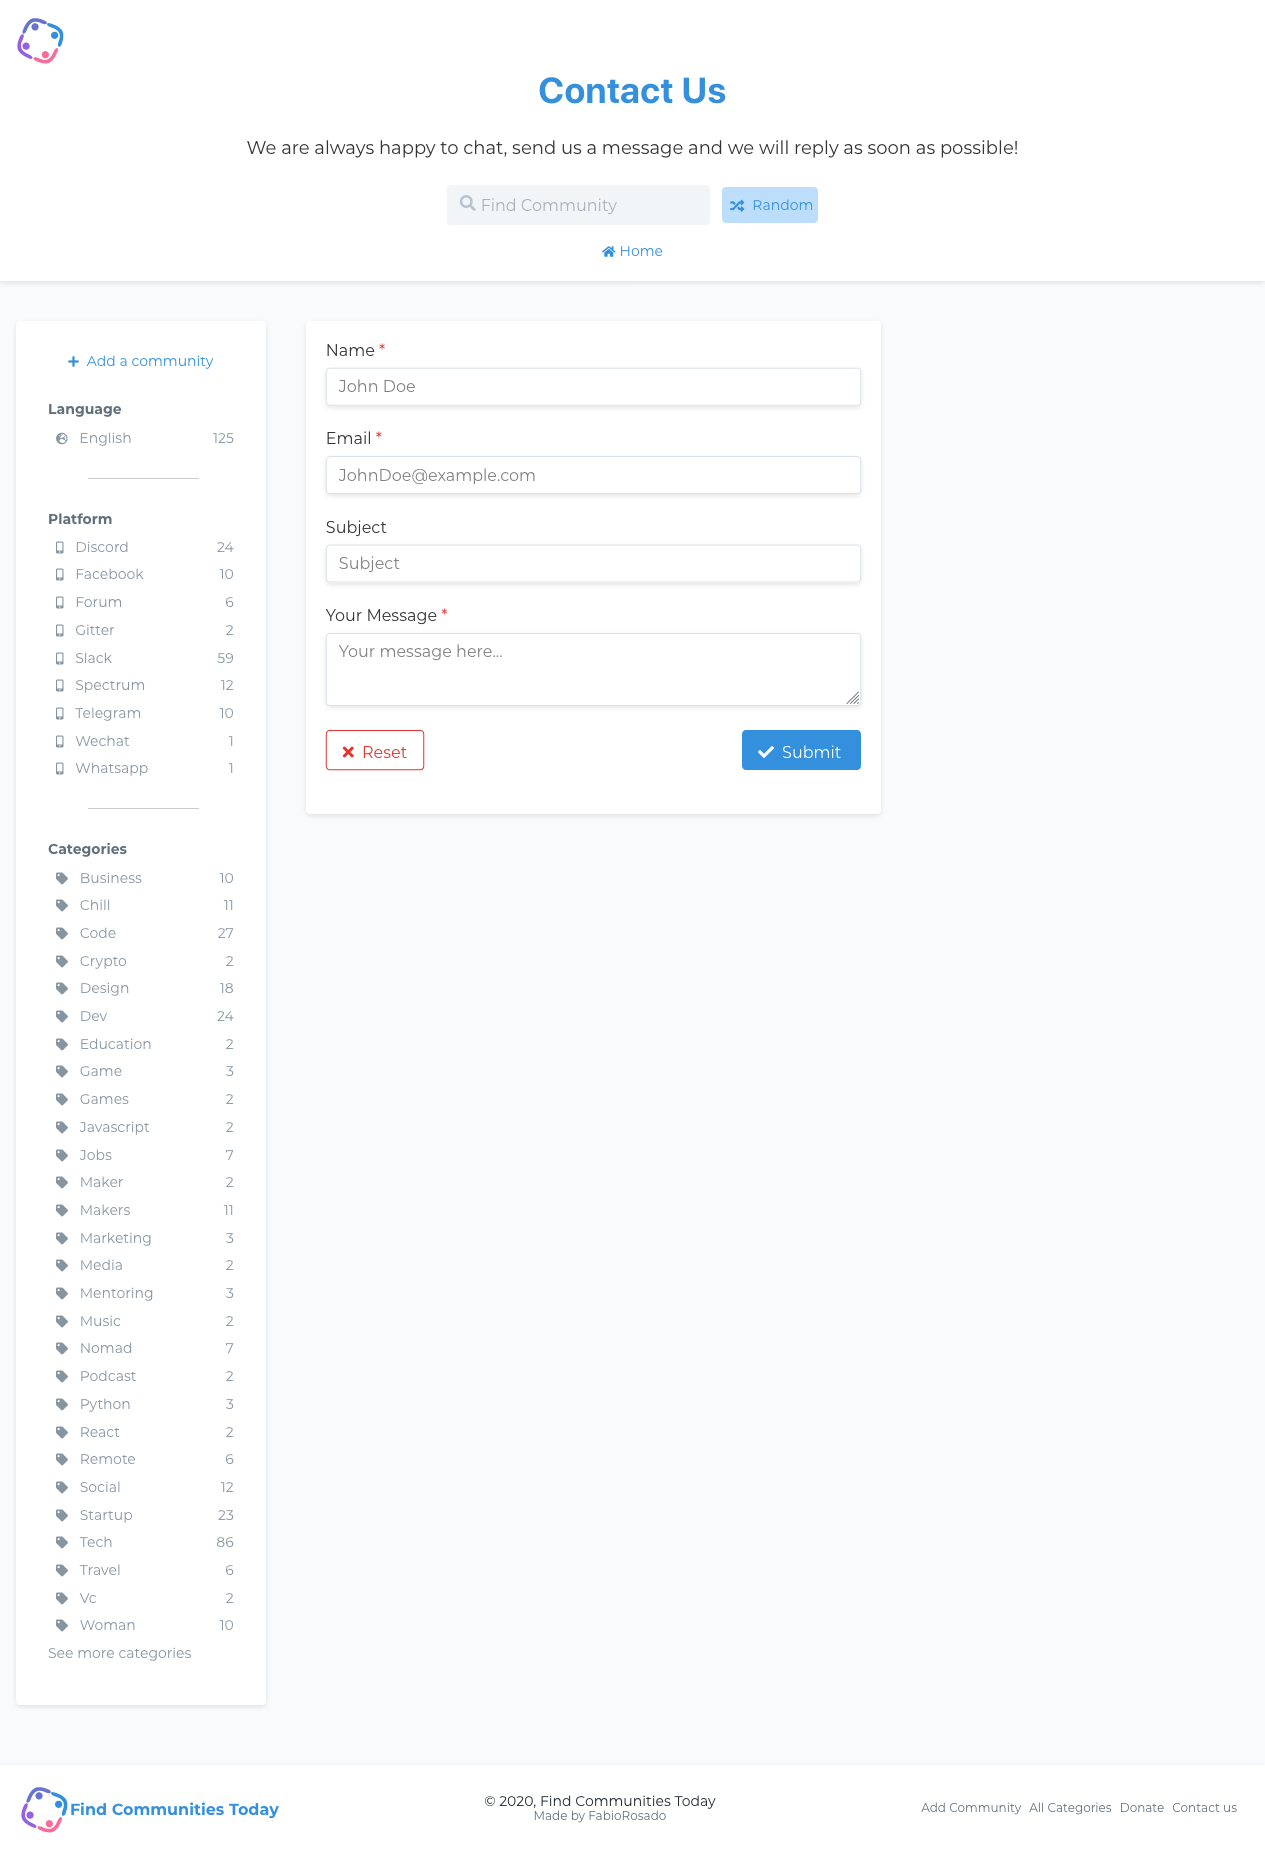 Contact Us
We are always happy to chat, send us a message and we will reply as soon as possible!
Find Community
Random
Home
Add a community
Language
English 125
Platform
Discord 24
Facebook 10
Forum 6
Gitter 2
Slack 59
Spectrum 12
Telegram 10
Wechat 1
Whatsapp 1
Categories
Business 10
Chill 11
Code 27
Crypto 2
Design 18
Dev 24
Education 2
Game 3
Games 2
Javascript 2
Jobs 7
Maker 2
Makers 11
Marketing 3
Media 2
Mentoring 3
Music 2
Nomad 7
Podcast 2
Python 3
React 2
Remote 6
Social 12
Startup 23
Tech 86
Travel 6
Vc 2
Woman 10
See more categories
Name *
John Doe
Email *
JohnDoe@example.com
Subject
Subject
Your Message *
Your message here...
Reset
Submit
Find Communities Today
© 2020, Find Communities Today
Made by FabioRosado
Add Community All Categories Donate Contact us